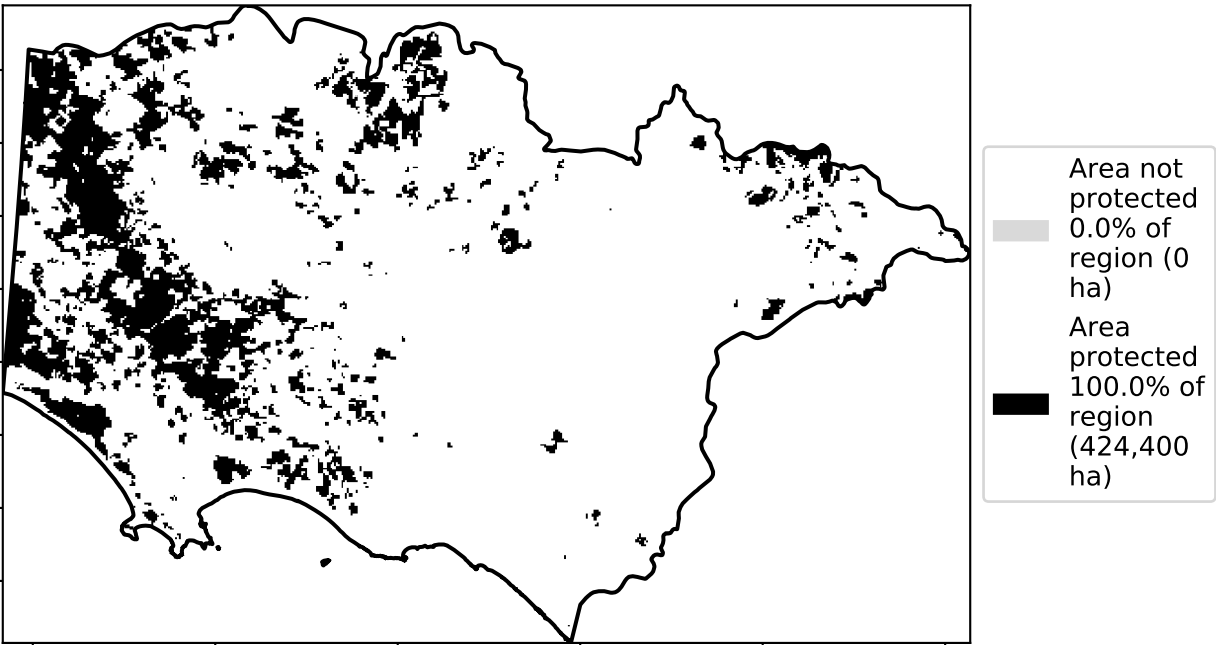 Area not
protected
0.0% of
region (0
ha)
Area
protected
100.0% of
region
(424,400
ha)